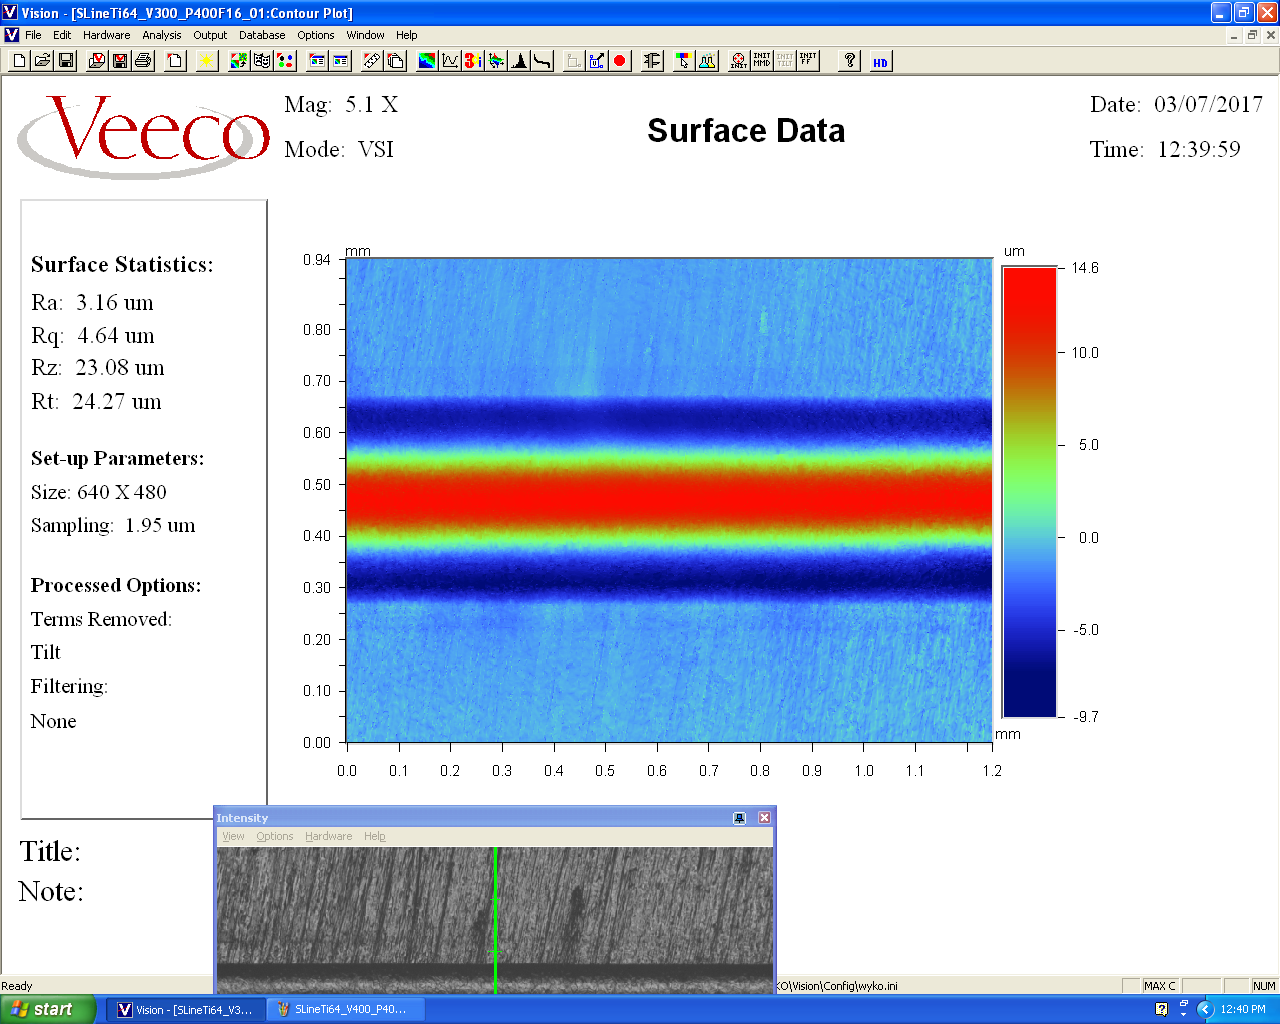 Vision - [SLineTi64_V300_P400F16_01:Contour Plot]
File Edit Hardware Analysis Output Database Options Window Help
INIT INIT MMD INIT TILT INIT FF ? HD
Veeco
Mag: 5.1 X
Mode: VSI
Surface Data
Date: 03/07/2017
Time: 12:39:59
Surface Statistics:
Ra: 3.16 um
Rq: 4.64 um
Rz: 23.08 um
Rt: 24.27 um
Set-up Parameters:
Size: 640 X 480
Sampling: 1.95 um
Processed Options:
Terms Removed:
Tilt
Filtering:
None
mm
0.94
0.80
0.70
0.60
0.50
0.40
0.30
0.20
0.10
0.00
0.0 0.1 0.2 0.3 0.4 0.5 0.6 0.7 0.8 0.9 1.0 1.1 1.2
mm
um
14.6
10.0
5.0
0.0
-5.0
-9.7
Title:
Note:
Intensity
View Options Hardware Help
Ready
\Vision\Config\wyko.ini
MAX C
NUM
start
Vision - [SLineTi64_V3...
SLineTi64_V400_P40...
12:40 PM